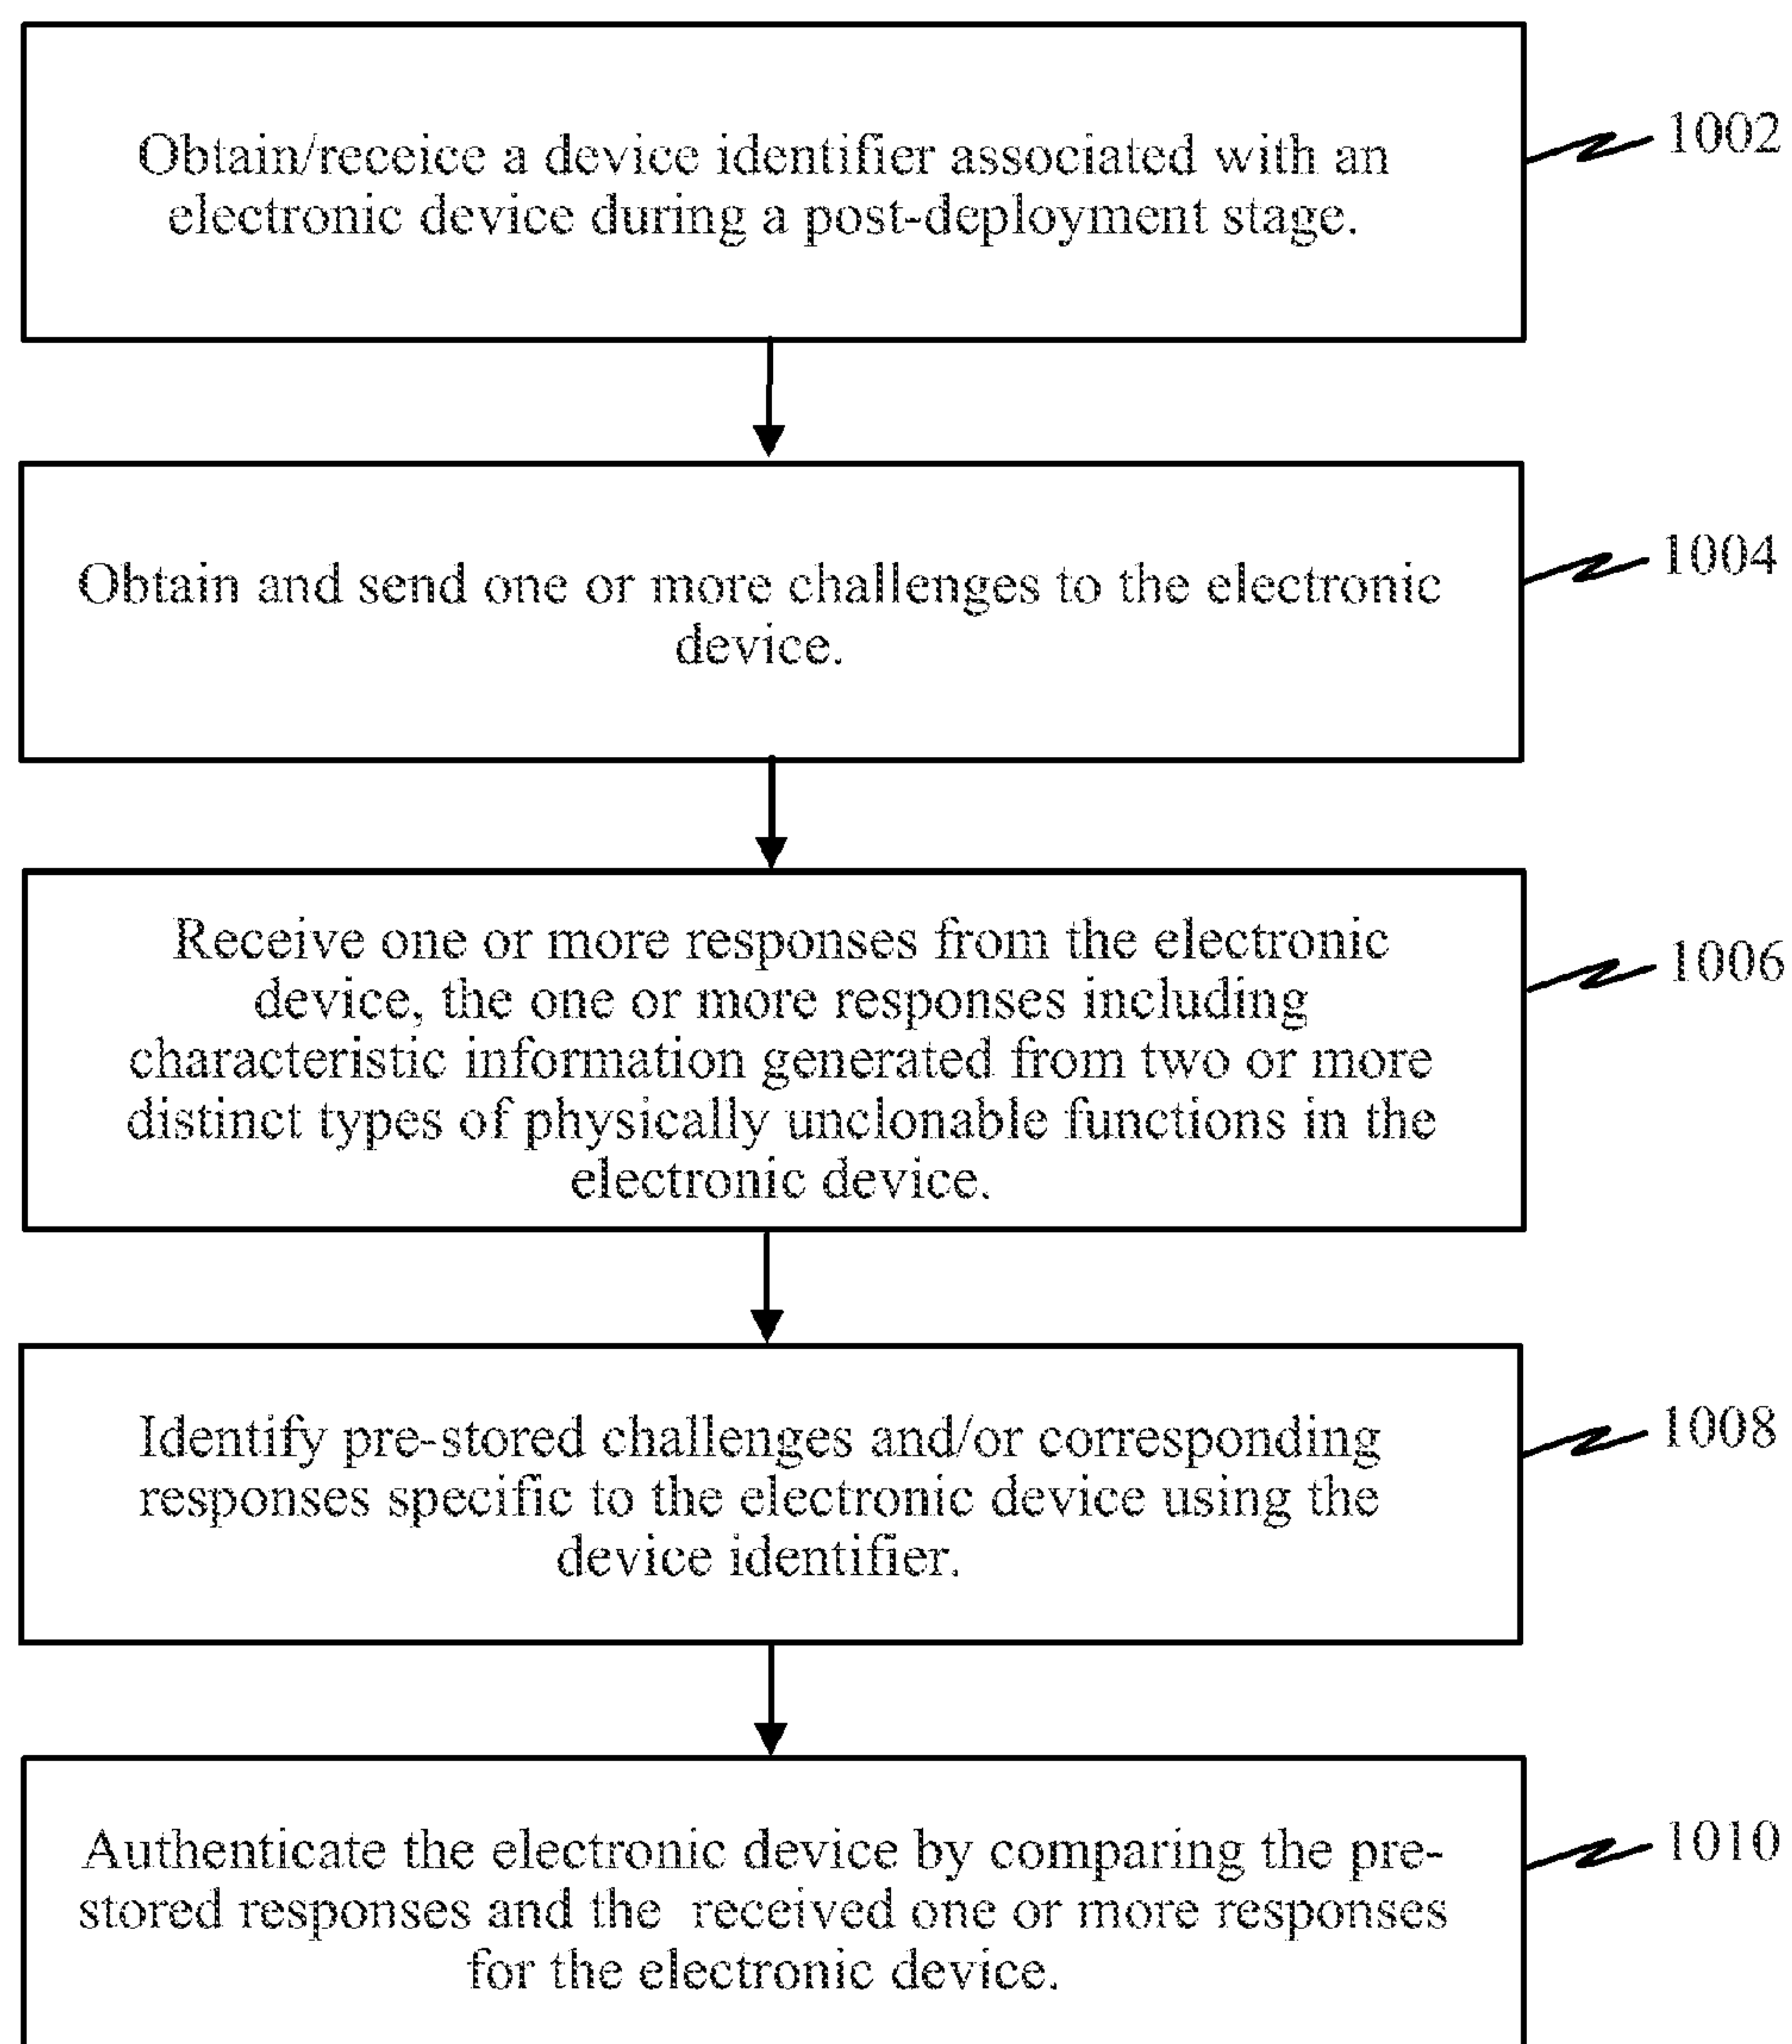 Obtain/receice a device identifier associated with an
electronic device during a post-deployment stage.
1002
Obtain and send one or more challenges to the electronic
device.
1004
Receive one or more responses from the electronic
device, the one or more responses including
characteristic information generated from two or more
distinct types of physically unclonable functions in the
electronic device.
1006
Identify pre-stored challenges and/or corresponding
responses specific to the electronic device using the
device identifier.
1008
Authenticate the electronic device by comparing the pre-
stored responses and the received one or more responses
for the electronic device.
1010